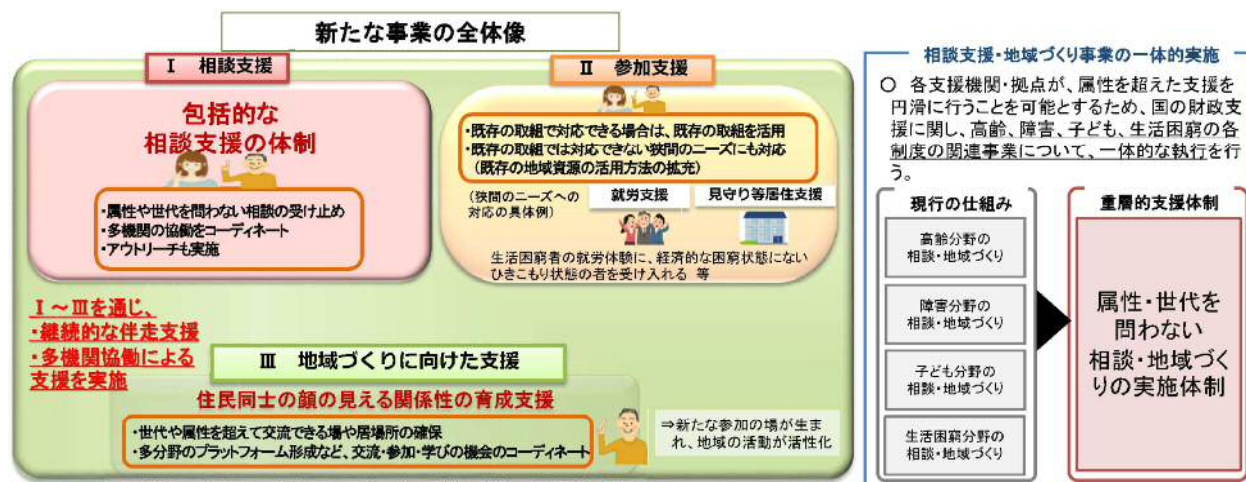 新たな事業の全体像
Ⅰ 相談支援
包括的な
相談支援の体制
・属性や世代を問わない相談の受け止め
・多機関の協働をコーディネート
・アウトリーチも実施
Ⅱ 参加支援
・既存の取組で対応できる場合は、既存の取組を活用
・既存の取組では対応できない狭間のニーズにも対応
（既存の地域資源の活用方法の拡充）
（狭間のニーズへの
対応の具体例）
就労支援
見守り等居住支援
生活困窮者の就労体験に、経済的な困窮状態にない
ひきこもり状態の者を受け入れる 等
Ⅰ～Ⅲを通じ、
・継続的な伴走支援
・多機関協働による
支援を実施
Ⅲ 地域づくりに向けた支援
住民同士の顔の見える関係性の育成支援
・世代や属性を超えて交流できる場や居場所の確保
・多分野のプラットフォーム形成など、交流・参加・学びの機会のコーディネート
⇒新たな参加の場が生ま
れ、地域の活動が活性化
相談支援・地域づくり事業の一体的実施
○ 各支援機関・拠点が、属性を超えた支援を
円滑に行うことを可能とするため、国の財政支
援に関し、高齢、障害、子ども、生活困窮の各
制度の関連事業について、一体的な執行を行
う。
現行の仕組み
高齢分野の
相談・地域づくり
障害分野の
相談・地域づくり
子ども分野の
相談・地域づくり
生活困窮分野の
相談・地域づくり
重層的支援体制
属性・世代を
問わない
相談・地域づく
りの実施体制